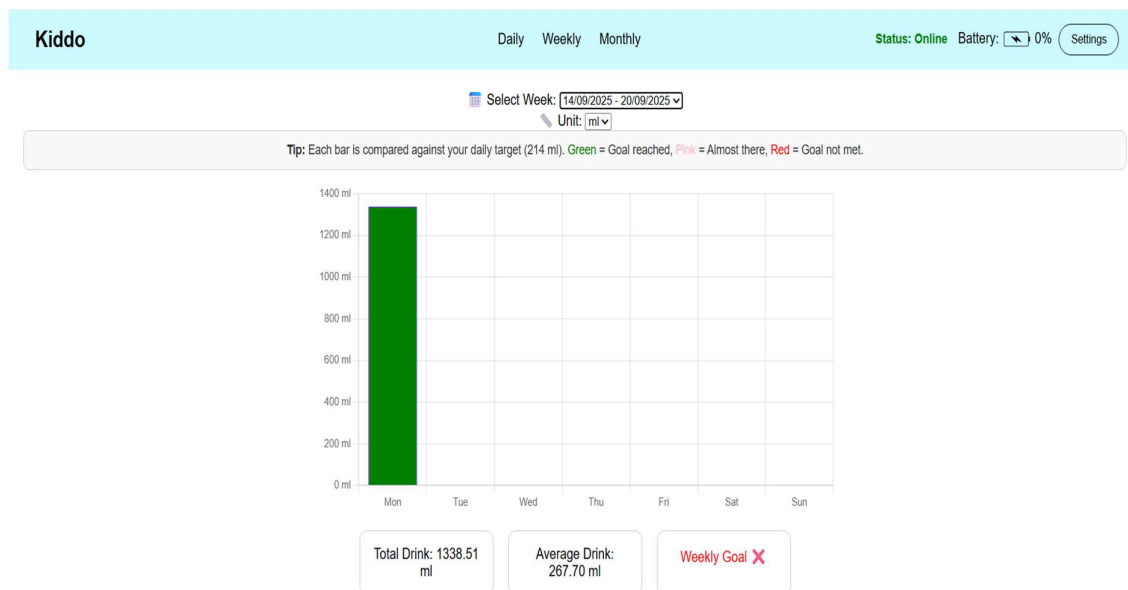 Kiddo
Daily Weekly Monthly
Status: Online Battery: 0% Settings
Select Week: 14/09/2025 - 20/09/2025
Unit: ml
Tip: Each bar is compared against your daily target (214 ml). Green = Goal reached, Pink = Almost there, Red = Goal not met.
1400 ml
1200 ml
1000 ml
800 ml
600 ml
400 ml
200 ml
0 ml
Mon Tue Wed Thu Fri Sat Sun
Total Drink: 1338.51
ml
Average Drink:
267.70 ml
Weekly Goal ❌